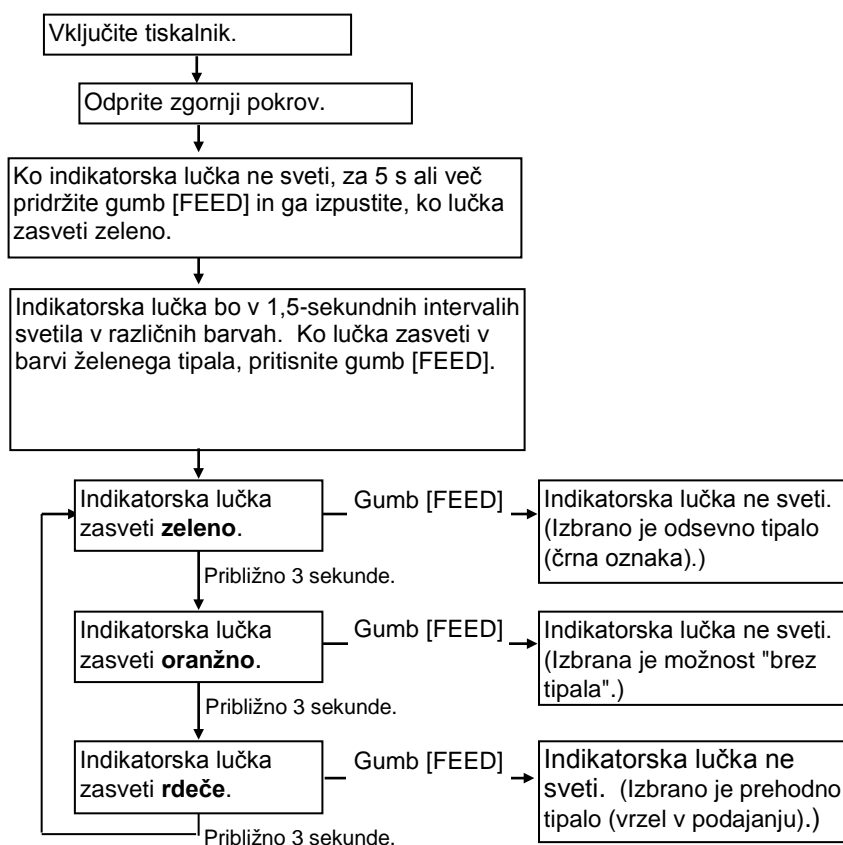 Vključite tiskalnik.
Odprite zgornji pokrov.
Ko indikatorska lučka ne sveti, za 5 s ali več
pridržite gumb [FEED] in ga izpustite, ko lučka
zasveti zeleno.
Indikatorska lučka bo v 1,5-sekundnih intervalih
svetila v različnih barvah.  Ko lučka zasveti v
barvi želenega tipala, pritisnite gumb [FEED].
Indikatorska lučka
zasveti zeleno.
Gumb [FEED]
Indikatorska lučka ne sveti.
(Izbrano je odsevno tipalo
(črna oznaka).)
Približno 3 sekunde.
Indikatorska lučka
zasveti oranžno.
Gumb [FEED]
Indikatorska lučka ne sveti.
(Izbrana je možnost "brez
tipala".)
Približno 3 sekunde.
Indikatorska lučka
zasveti rdeče.
Gumb [FEED]
Indikatorska lučka ne
sveti.  (Izbrano je prehodno
tipalo (vrzel v podajanju).)
Približno 3 sekunde.